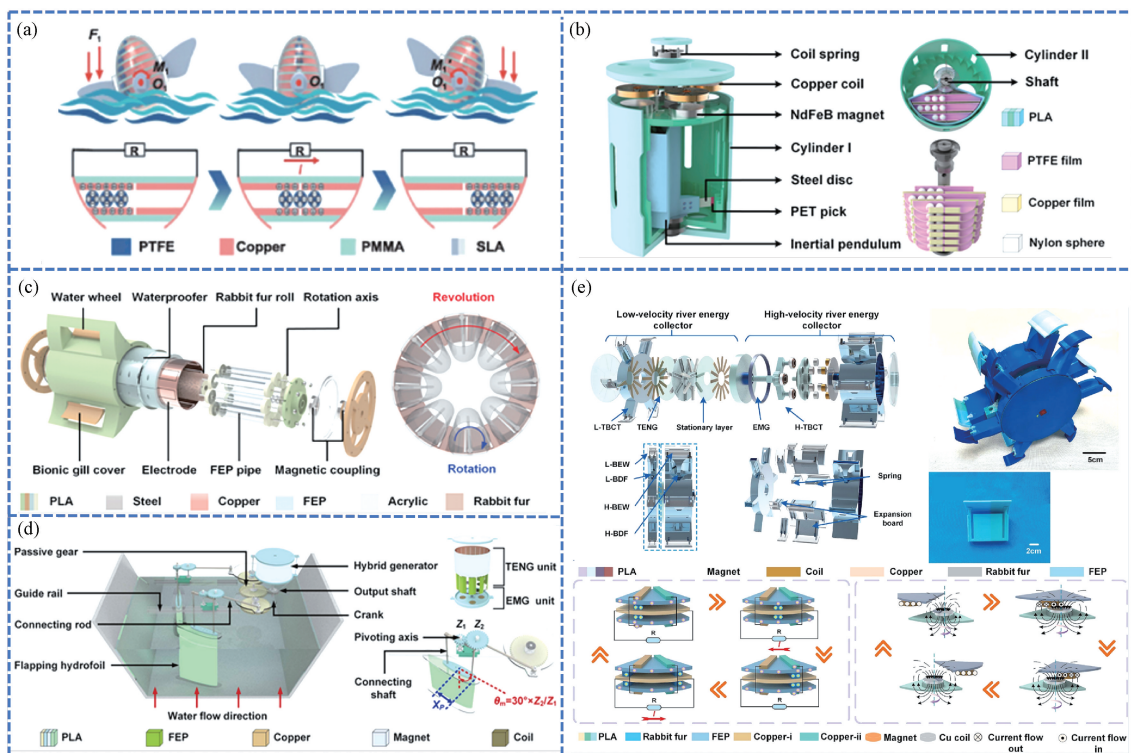 (a)
F1
M1
O1
O1
M1'
O1
R
R
I
R
PTFE
Copper
PMMA
SLA
(b)
Coil spring
Copper coil
NdFeB magnet
Cylinder I
Steel disc
PET pick
Inertial pendulum
Cylinder II
Shaft
PLA
PTFE film
Copper film
Nylon sphere
(c)
Water wheel
Waterproofer
Rabbit fur roll
Rotation axis
Bionic gill cover
Electrode
FEP pipe
Magnetic coupling
Revolution
Rotation
PLA
Steel
Copper
FEP
Acrylic
Rabbit fur
(d)
Passive gear
Guide rail
Connecting rod
Flapping hydrofoil
Hybrid generator
Output shaft
Crank
Water flow direction
TENG unit
EMG unit
Pivoting axis
Z1 Z2
Connecting
shaft
XP
θm=30°×Z2/Z1
PLA
FEP
Copper
Magnet
Coil
(e)
Low-velocity river energy
collector
High-velocity river energy
collector
L-TBCT
TENG
Stationary layer
EMG
H-TBCT
L-BEW
L-BDF
H-BEW
H-BDF
Spring
Expansion
board
5cm
2cm
PLA
Magnet
Coil
Copper
Rabbit fur
FEP
R
R
I
R
R
I
PLA
Rabbit fur
FEP
Copper-i
Copper-ii
Magnet
Cu coil
Current flow
out
Current flow
in